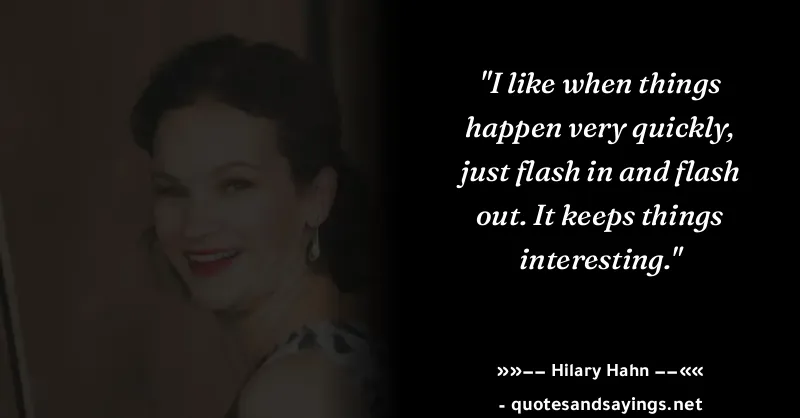 "I like when things
happen very quickly,
just flash in and flash
out. It keeps things
interesting."
»»–– Hilary Hahn ––««
- quotesandsayings.net